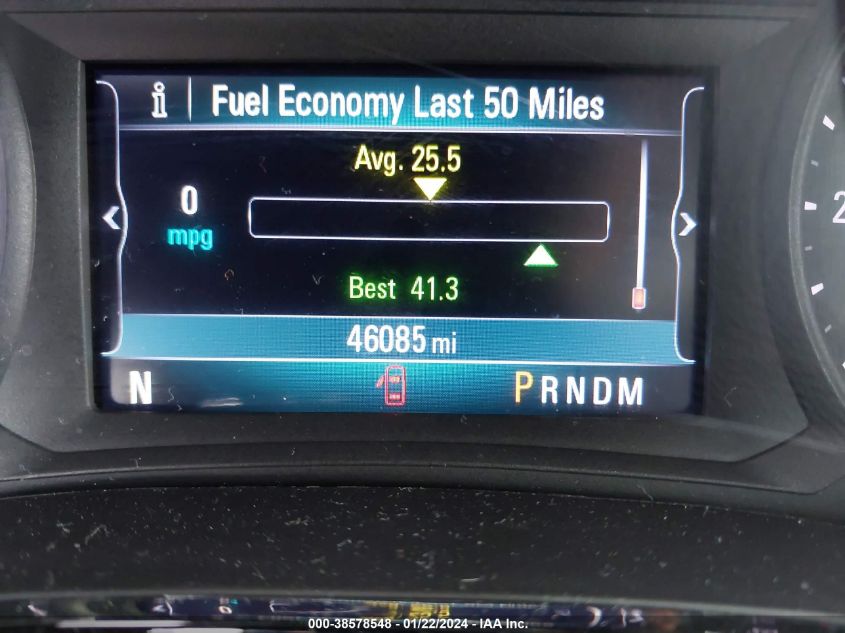 i | Fuel Economy Last 50 Miles
Avg. 25.5
0
mpg
Best 41.3
46085 mi
N PRNDM
2
000-38578548 - 01/22/2024 - IAA Inc.